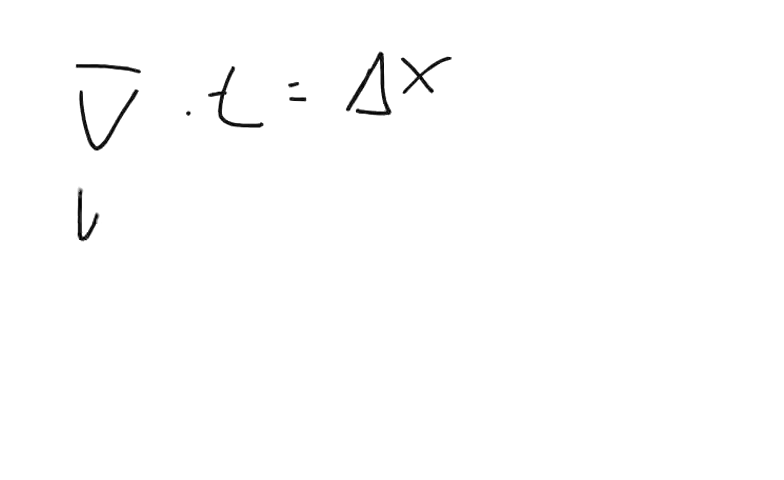 V̅ . t = Δx
V